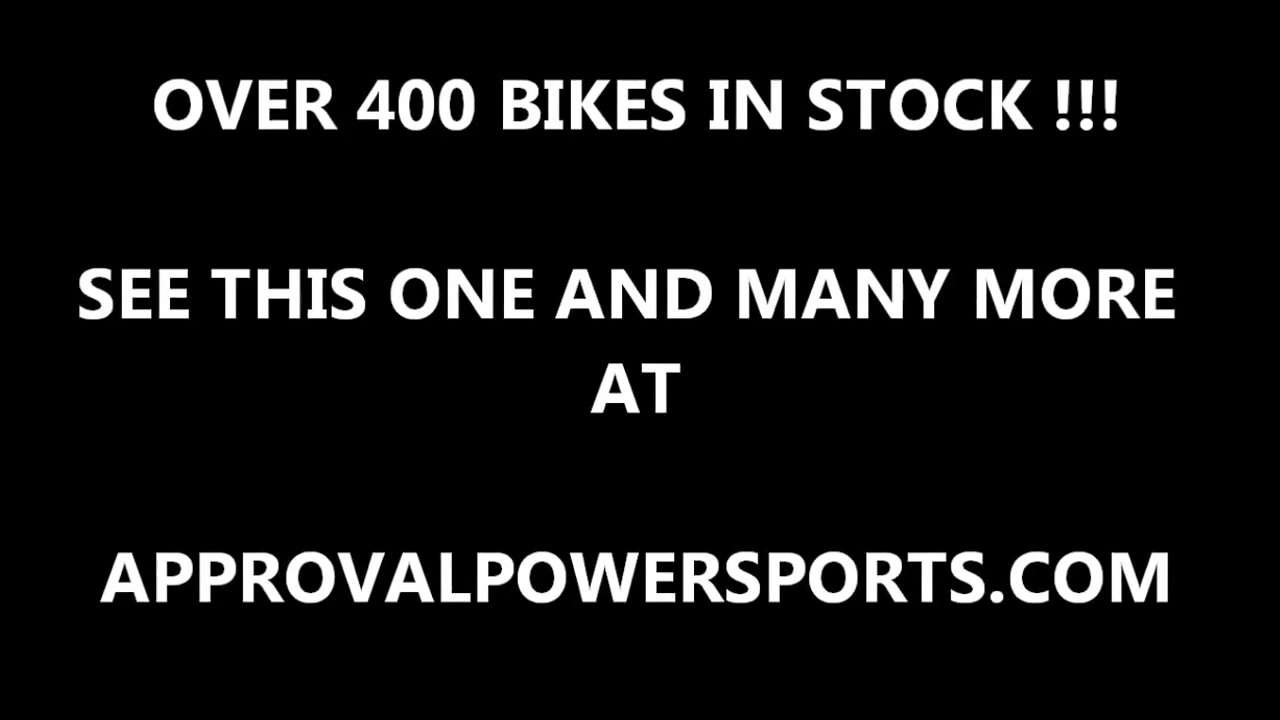 OVER 400 BIKES IN STOCK !!!
SEE THIS ONE AND MANY MORE
AT
APPROVALPOWERSPORTS.COM